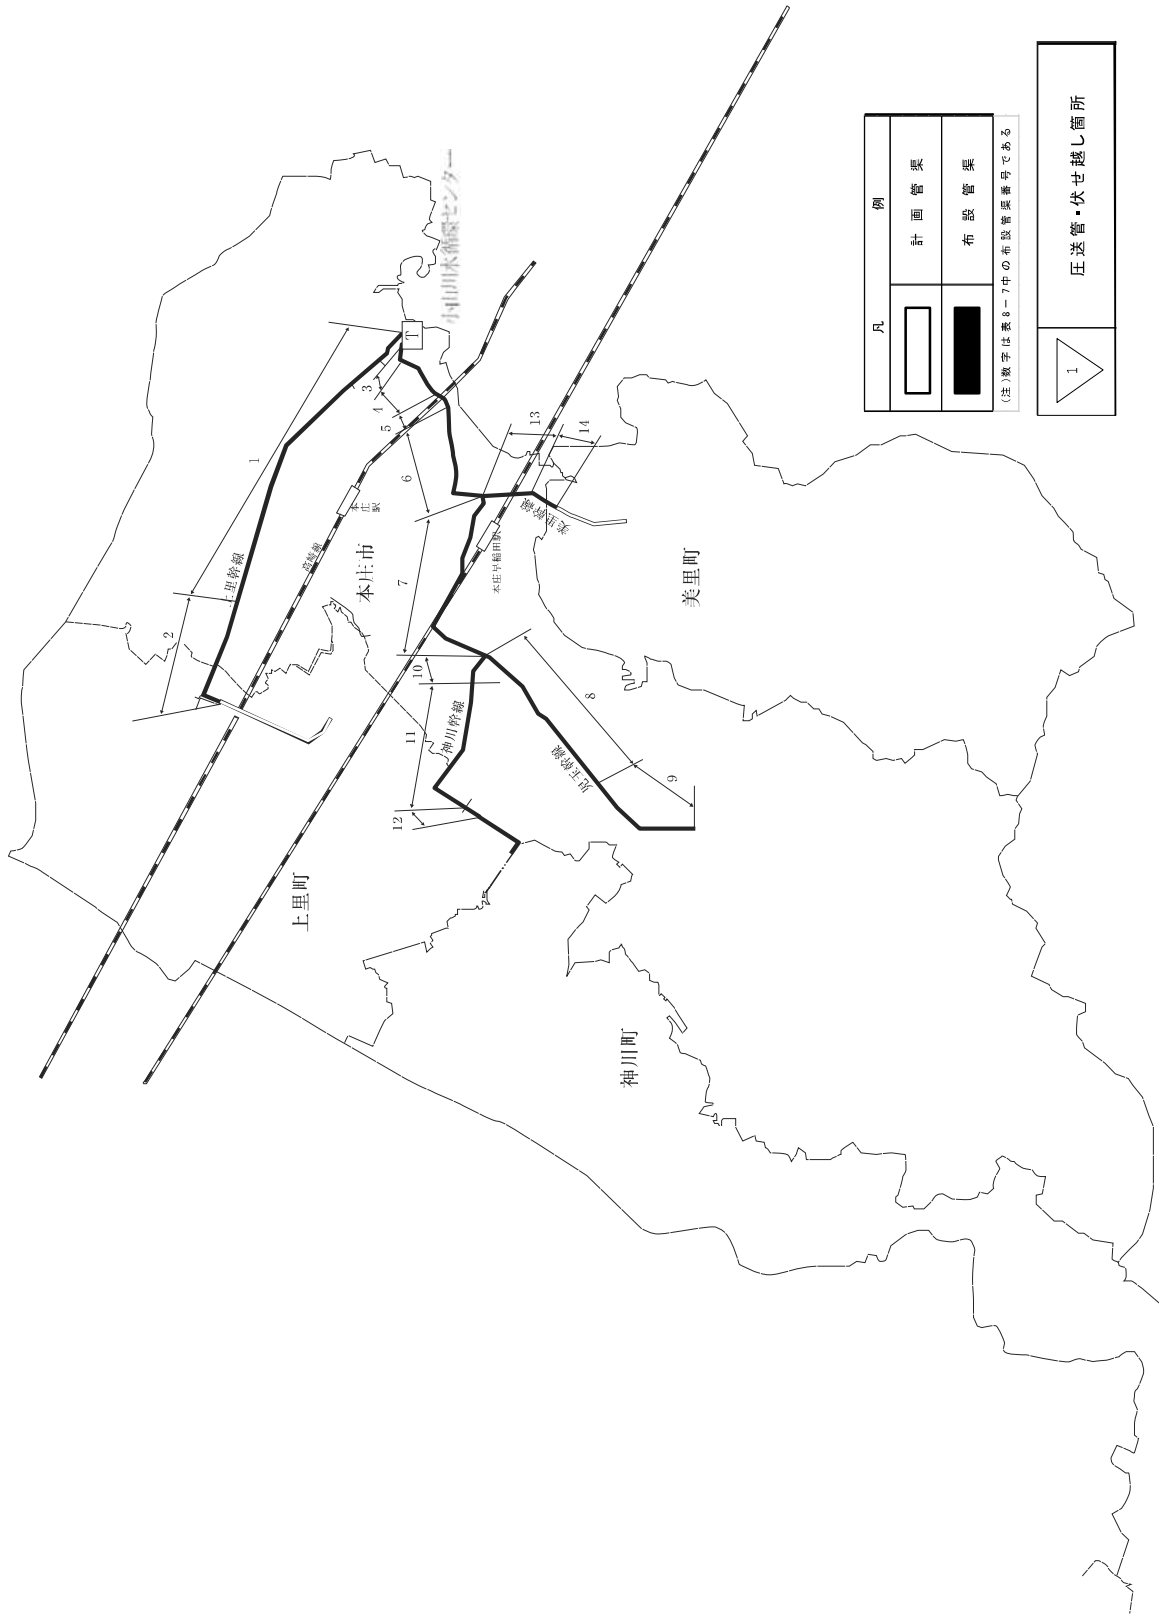 凡 例
計 画 管 渠
布 設 管 渠
(注)数字は表8-7中の布設管渠番号である
1
圧送管・伏せ越し箇所
小山川水循環センター
T
1
2
3
4
5
6
7
8
9
10
11
12
13
14
上里幹線
高崎線
本庄
駅
本庄市
本庄早稲田駅
美里幹線
美里町
神川幹線
児玉幹線
上里町
神川町